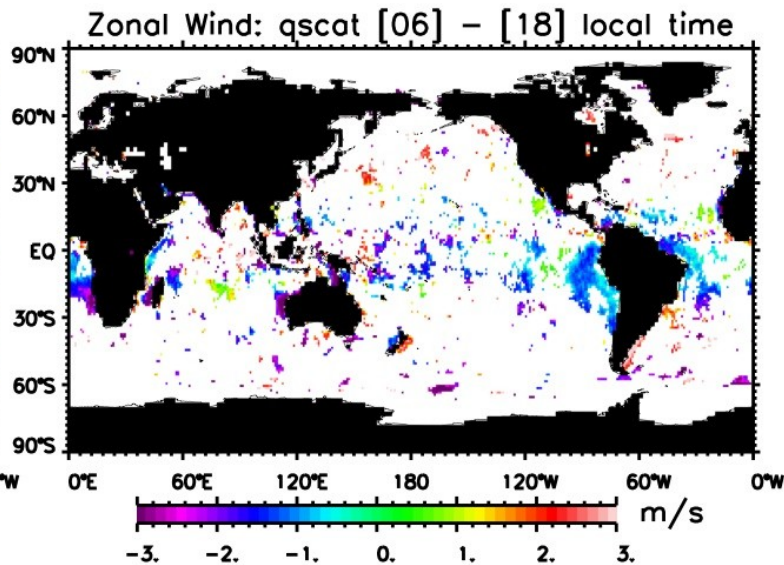 Zonal Wind: qscat [06] – [18] local time
90°N
60°N
30°N
EQ
30°S
60°S
90°S
°W 0°E 60°E 120°E 180 120°W 60°W 0°W
m/s
-3. -2. -1. 0. 1. 2. 3.